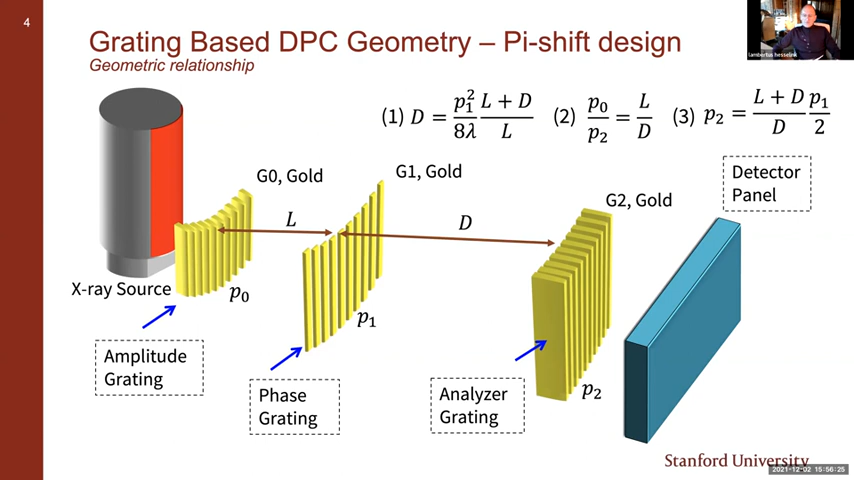 4
Grating Based DPC Geometry – Pi-shift design
Geometric relationship
lambertus hesselink
(1) D = p₁²/8λ (L + D)/L (2) p₀/p₂ = L/D (3) p₂ = (L + D)/D p₁/2
G0, Gold
G1, Gold
G2, Gold
Detector
Panel
L
D
X-ray Source
p₀
p₁
p₂
Amplitude
Grating
Phase
Grating
Analyzer
Grating
Stanford University
2021-12-02 15:56:25